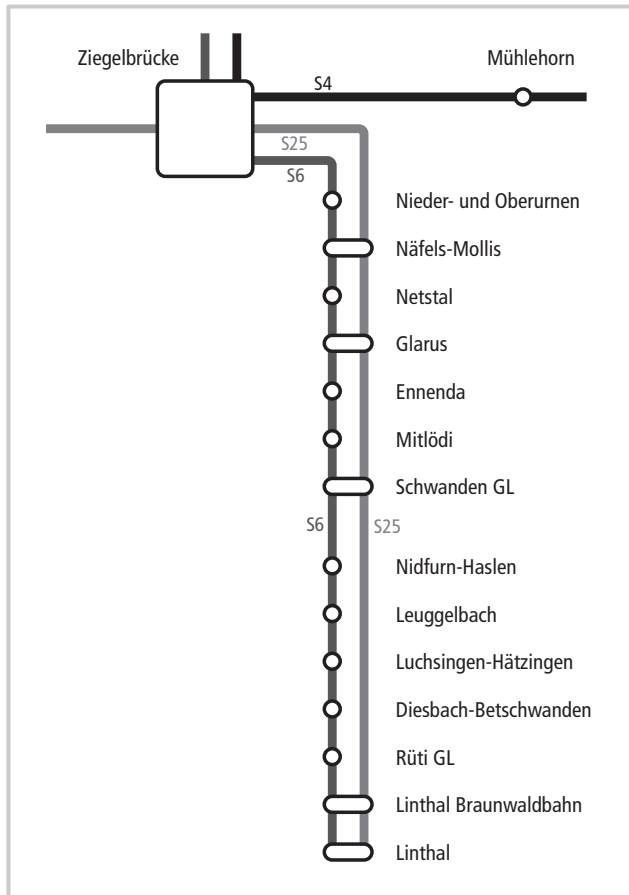 Ziegelbrücke
Mühlehorn
S4
S25
S6
Nieder- und Oberurnen
Näfels-Mollis
Netstal
Glarus
Ennenda
Mitlödi
Schwanden GL
S6
S25
Nidfurn-Haslen
Leuggelbach
Luchsingen-Hätzingen
Diesbach-Betschwanden
Rüti GL
Linthal Braunwaldbahn
Linthal